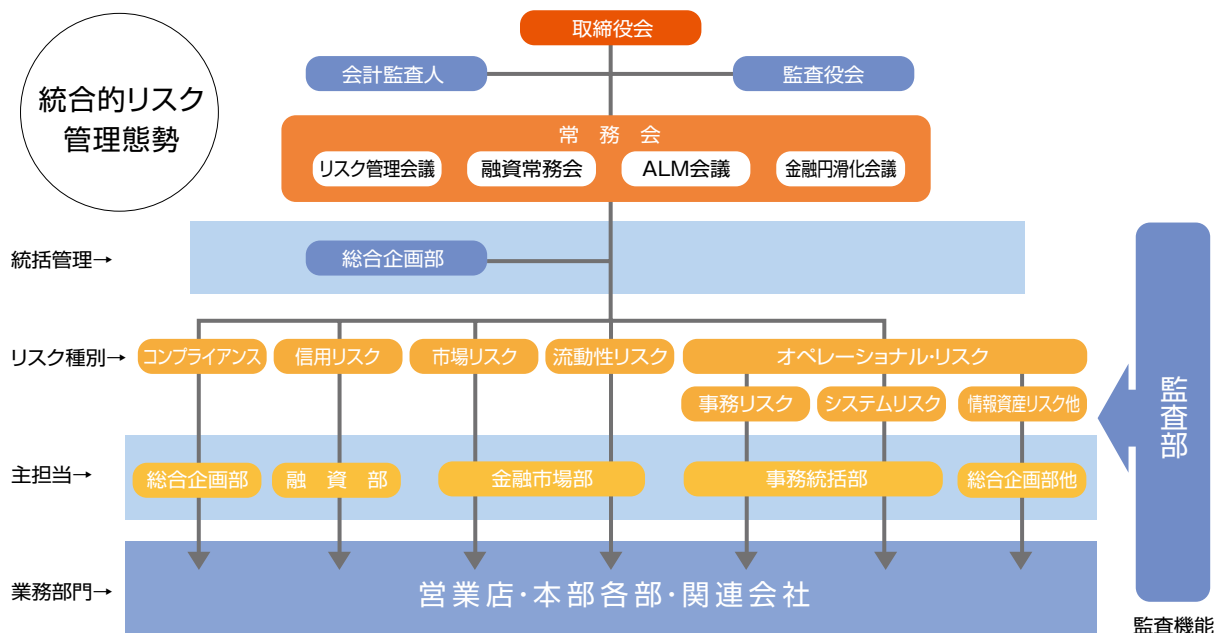 取締役会
会計監査人
監査役会
統合的リスク
管理態勢
常務会
リスク管理会議
融資常務会
ALM会議
金融円滑化会議
統括管理→
総合企画部
リスク種別→
コンプライアンス
信用リスク
市場リスク
流動性リスク
オペレーショナル・リスク
事務リスク
システムリスク
情報資産リスク他
主担当→
総合企画部
融資部
金融市場部
事務統括部
総合企画部他
業務部門→
営業店・本部各部・関連会社
監査部
監査機能